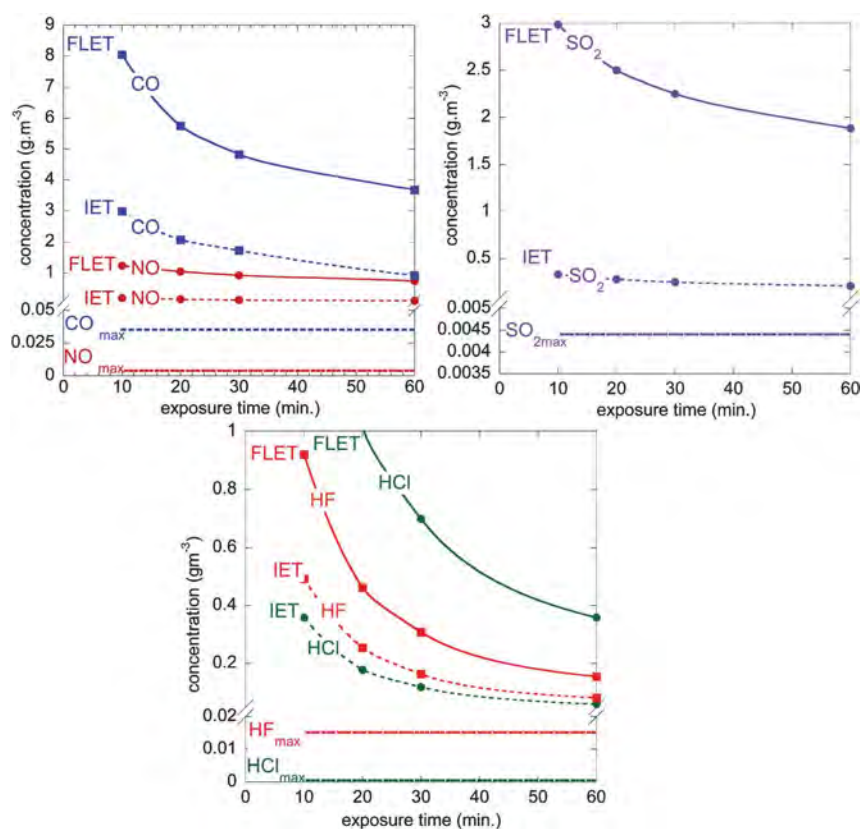 9
8
7
6
5
4
3
2
1
0.05
0.025
0
concentration (g.m-3)
FLET
CO
IET
CO
FLET NO
IET NO
CO max
NO max
0 10 20 30 40 50 60
exposure time (min.)
3
2.5
2
1.5
1
0.5
0.005
0.0045
0.004
0.0035
concentration (g.m-3)
FLET
SO2
IET
SO2
SO2max
0 10 20 30 40 50 60
exposure time (min.)
1
0.8
0.6
0.4
0.2
0.02
0.01
0
concentration (gm-3)
FLET
FLET
HCl
HF
IET
HF
IET
HCl
HFmax
HClmax
0 10 20 30 40 50 60
exposure time (min.)